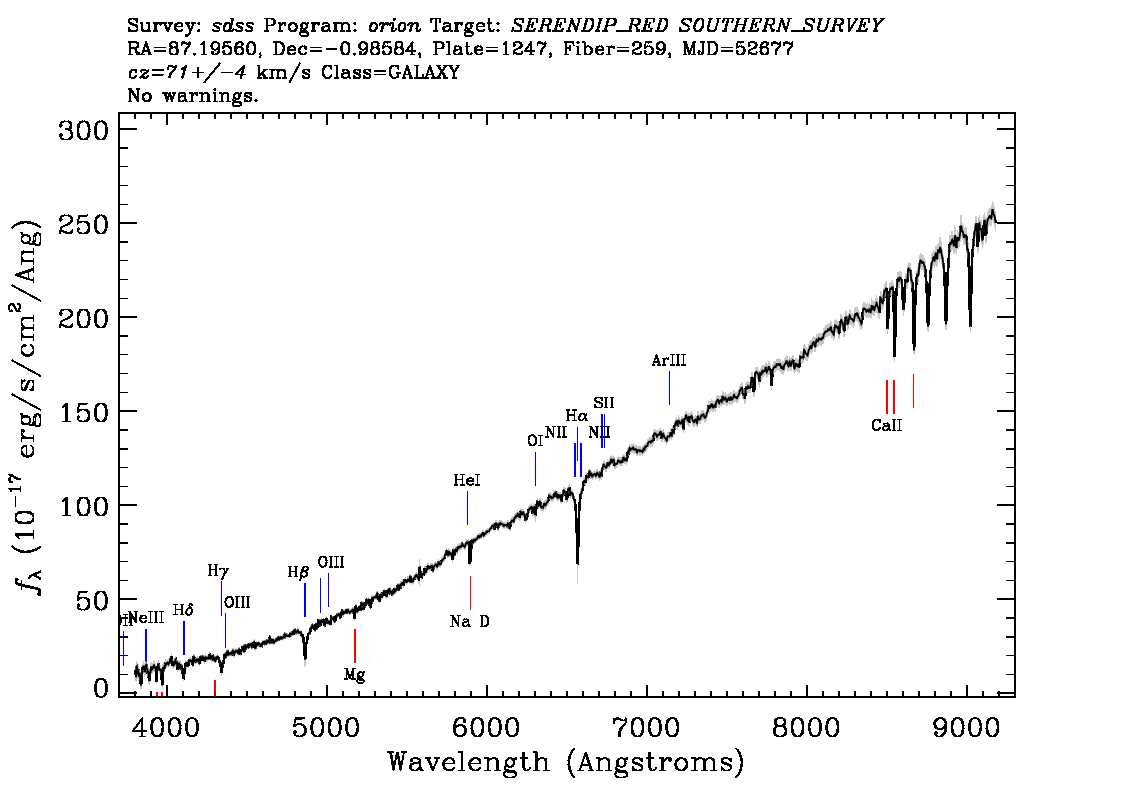 Survey: sdss Program: orion Target: SERENDIP_RED SOUTHERN_SURVEY
RA=87.19560, Dec=-0.98584, Plate=1247, Fiber=259, MJD=52677
cz=71+/-4 km/s Class=GALAXY
No warnings.
300
250
200
150
100
50
0
fλ (10⁻¹⁷ erg/s/cm²/Ang)
ArIII
SII
Hα
OI NII NII
HeI
OIII
Hβ
Hγ
OIII
Hδ
NeIII
CaII
Na D
Mg
4000 5000 6000 7000 8000 9000
Wavelength (Angstroms)